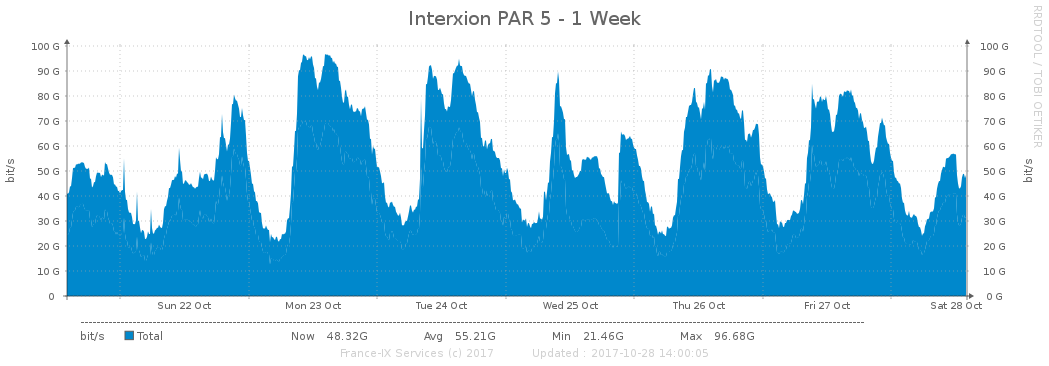 Interxion PAR 5 - 1 Week
RRDTOOL / TOBI OETIKER
bit/s
100 G
90 G
80 G
70 G
60 G
50 G
40 G
30 G
20 G
10 G
0
100 G
90 G
80 G
70 G
60 G
50 G
40 G
30 G
20 G
10 G
0 G
bit/s
Sun 22 Oct Mon 23 Oct Tue 24 Oct Wed 25 Oct Thu 26 Oct Fri 27 Oct Sat 28 Oct
bit/s Total Now 48.32G Avg 55.21G Min 21.46G Max 96.68G
France-IX Services (c) 2017 Updated : 2017-10-28 14:00:05